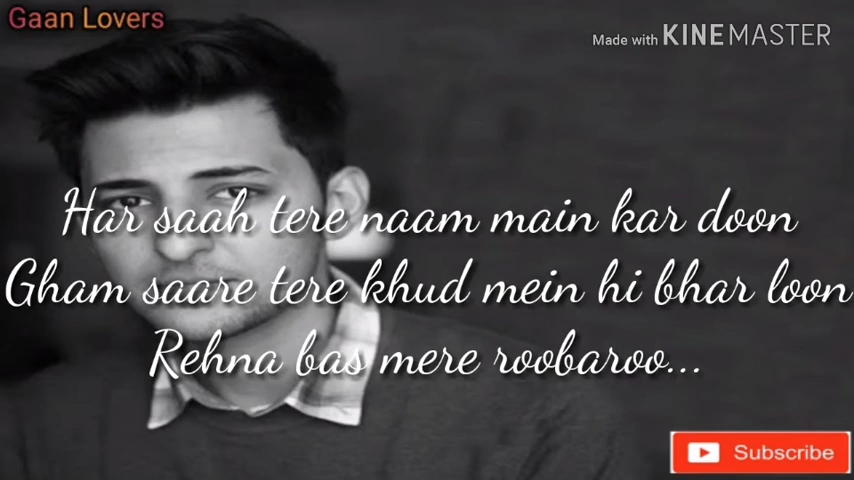 Gaan Lovers
Made with KINEMASTER
Har saah tere naam main kar doon
Gham saare tere khud mein hi bhar loon
Rehna bas mere roobaroo...
Subscribe